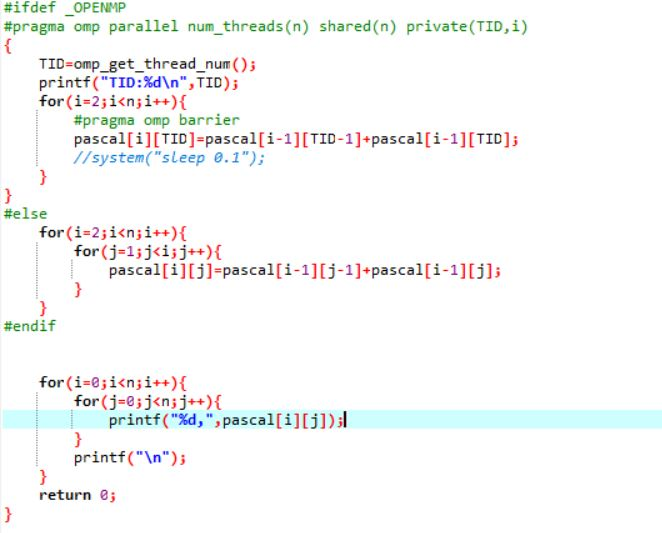 #ifdef _OPENMP
#pragma omp parallel num_threads(n) shared(n) private(TID,i)
{
    TID=omp_get_thread_num();
    printf("TID:%d\n",TID);
    for(i=2;i<n;i++){
        #pragma omp barrier
        pascal[i][TID]=pascal[i-1][TID-1]+pascal[i-1][TID];
        //system("sleep 0.1");
    }
}
#else
    for(i=2;i<n;i++){
        for(j=1;j<i;j++){
            pascal[i][j]=pascal[i-1][j-1]+pascal[i-1][j];
        }
    }
#endif
    for(i=0;i<n;i++){
        for(j=0;j<n;j++){
            printf("%d,",pascal[i][j]);
        }
        printf("\n");
    }
    return 0;
}